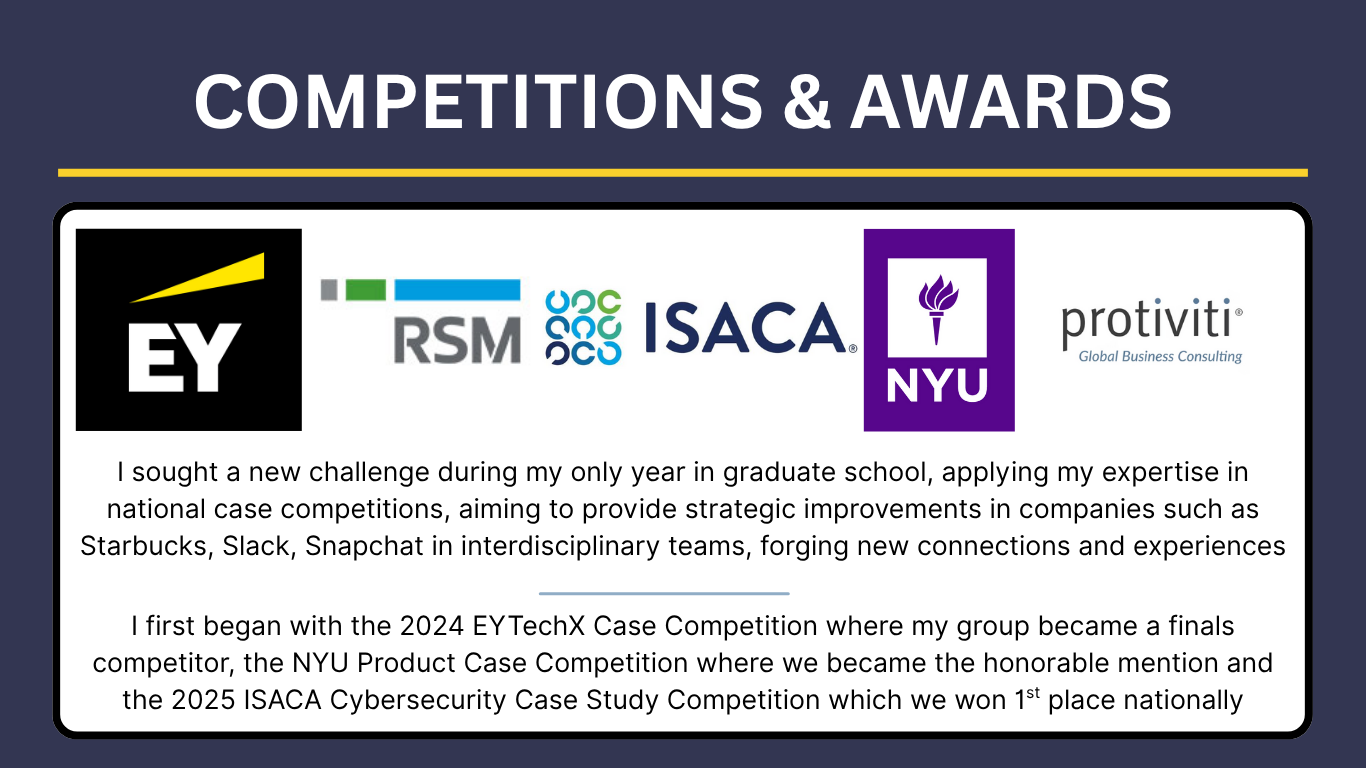 COMPETITIONS & AWARDS
EY
RSM
ISACA®
NYU
protiviti®
Global Business Consulting
I sought a new challenge during my only year in graduate school, applying my expertise in
national case competitions, aiming to provide strategic improvements in companies such as
Starbucks, Slack, Snapchat in interdisciplinary teams, forging new connections and experiences
I first began with the 2024 EYTechX Case Competition where my group became a finals
competitor, the NYU Product Case Competition where we became the honorable mention and
the 2025 ISACA Cybersecurity Case Study Competition which we won 1st place nationally